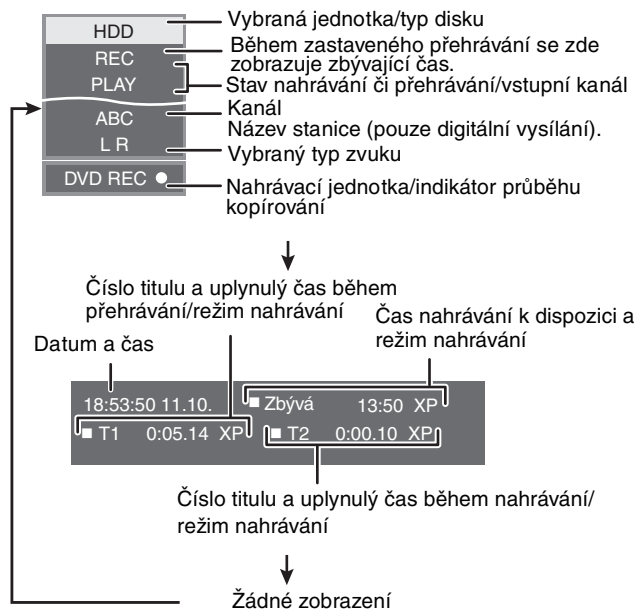 HDD
Vybraná jednotka/typ disku
REC
Během zastaveného přehrávání se zde
zobrazuje zbývající čas.
PLAY
Stav nahrávání či přehrávání/vstupní kanál
ABC
Kanál
Název stanice (pouze digitální vysílání).
L R
Vybraný typ zvuku
DVD REC ●
Nahrávací jednotka/indikátor průběhu
kopírování
Číslo titulu a uplynulý čas během
přehrávání/režim nahrávání
Čas nahrávání k dispozici a
režim nahrávání
Datum a čas
18:53:50 11.10.
Zbývá 13:50 XP
T1 0:05.14 XP
T2 0:00.10 XP
Číslo titulu a uplynulý čas během nahrávání/
režim nahrávání
Žádné zobrazení